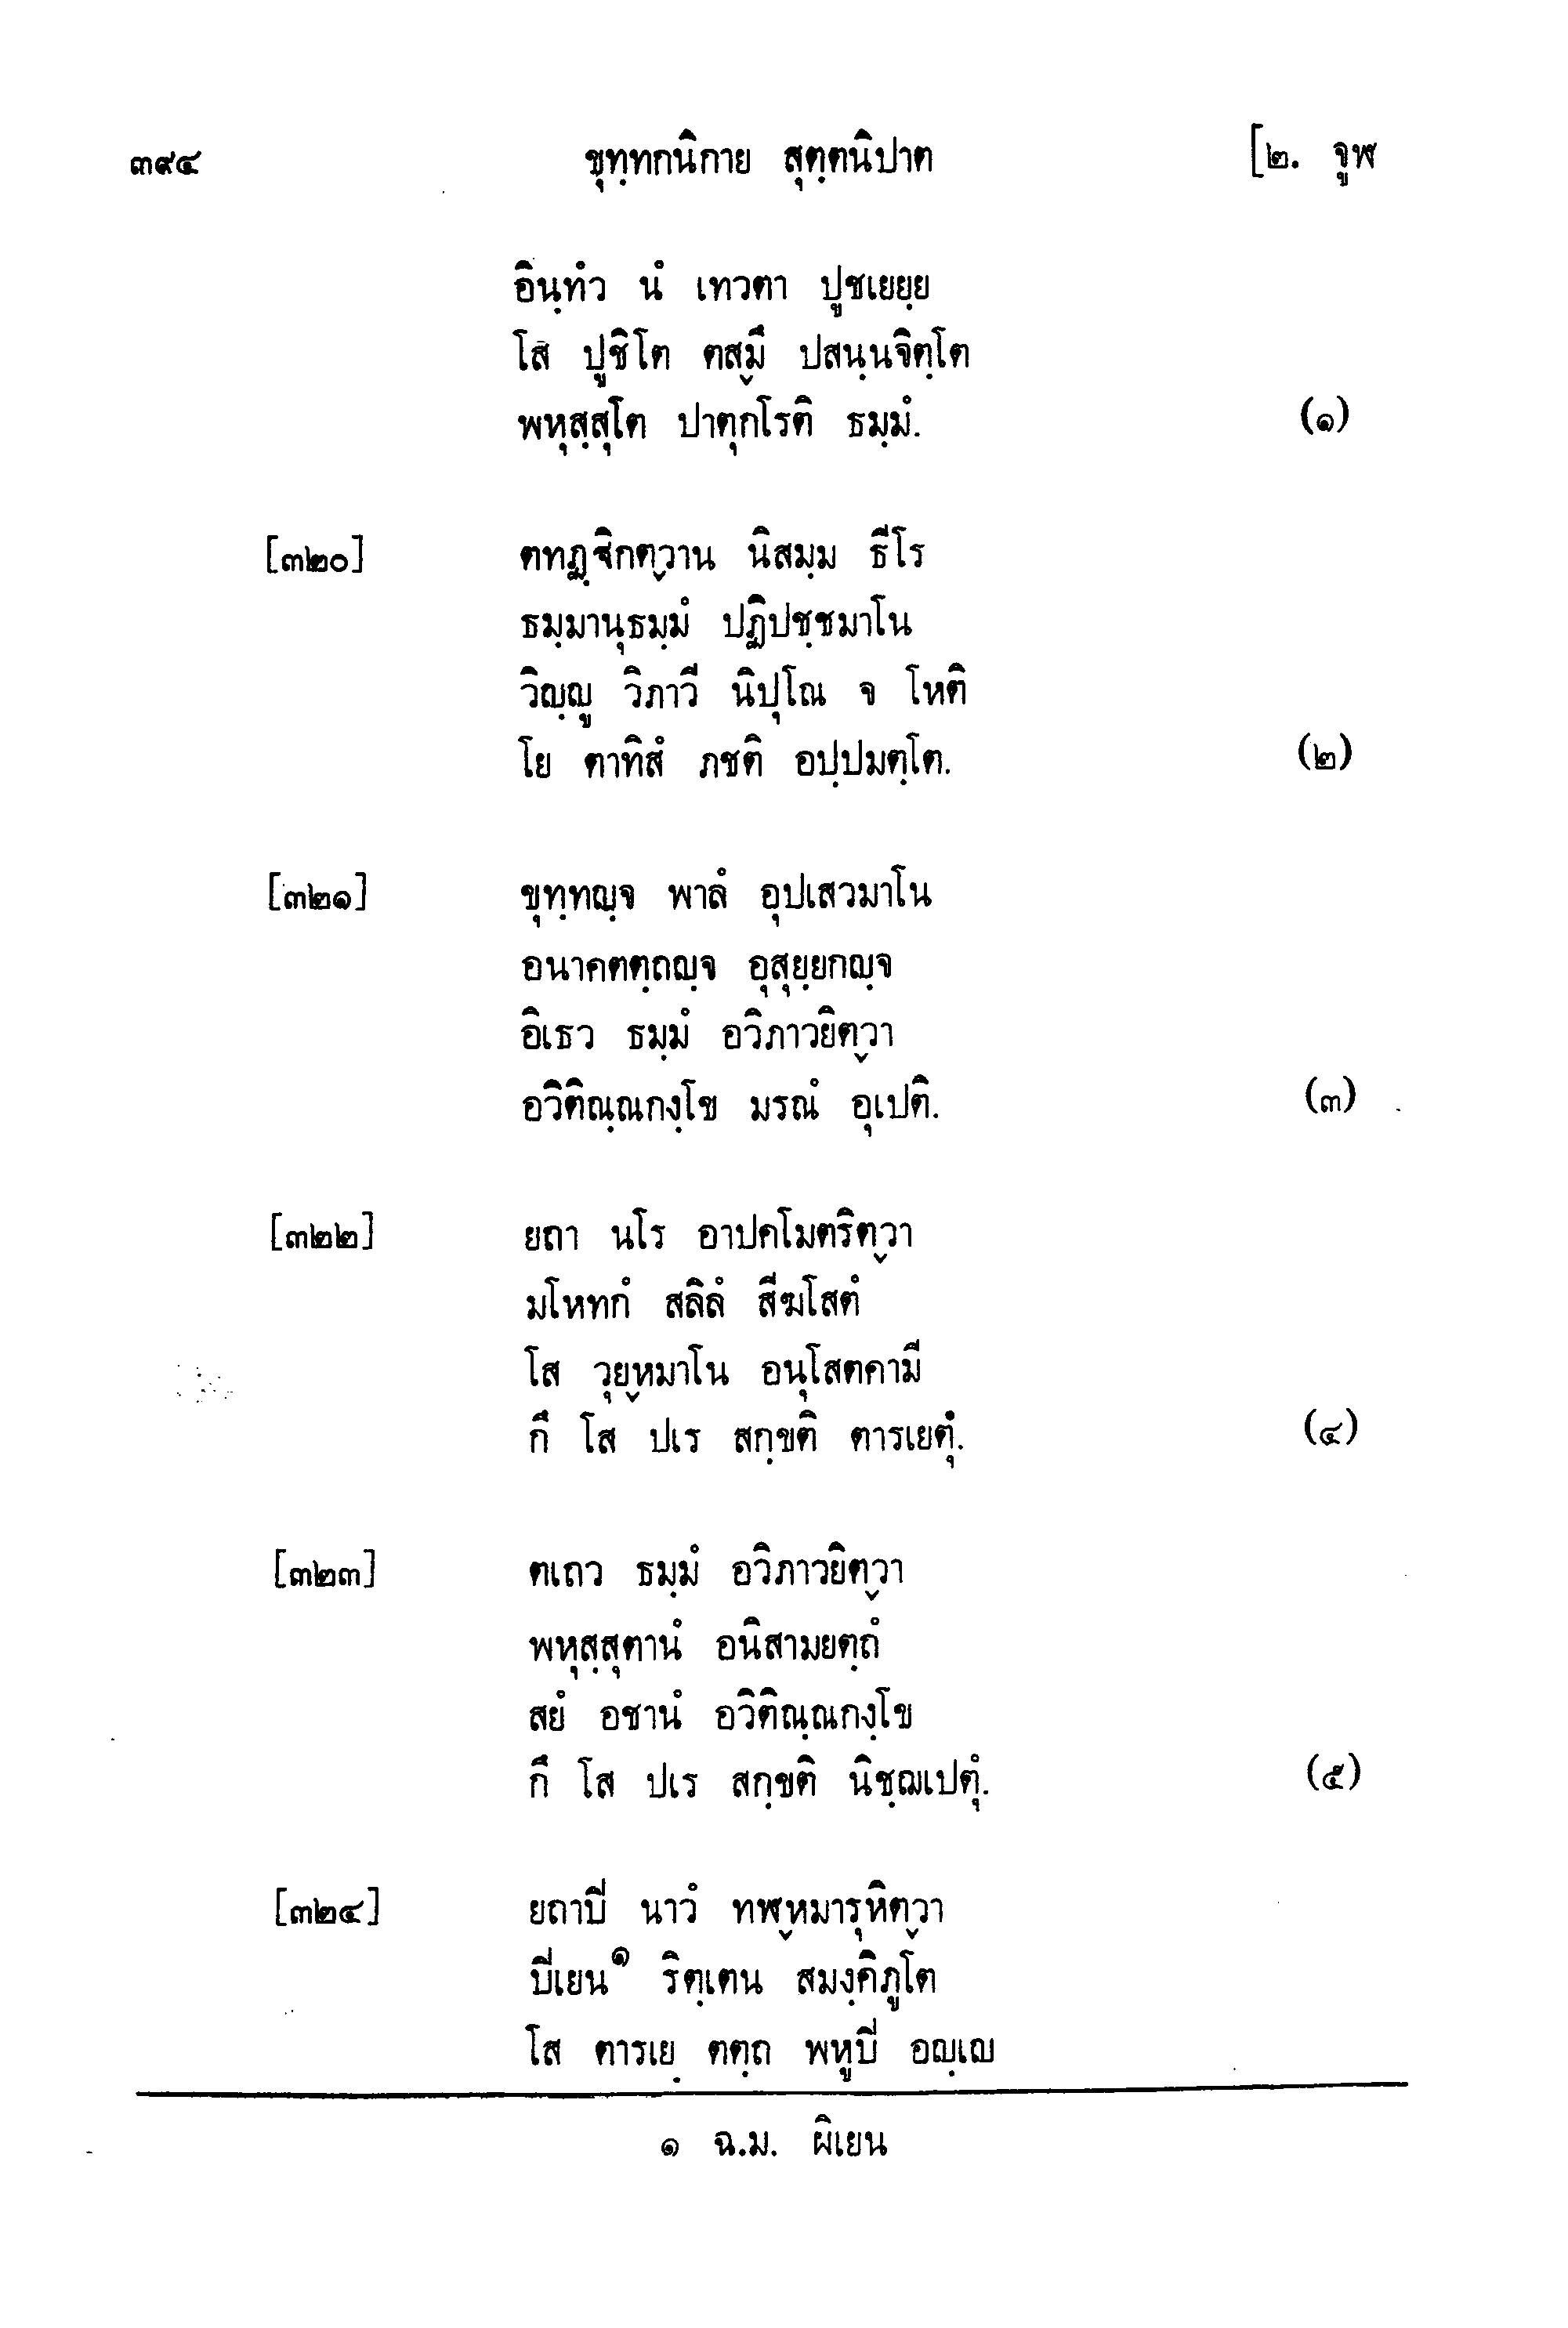 ๓๙๔ ขุทฺทกนิกาย สุตฺตนิปาต [๒. จูฬ
อินฺทํว นํ เทวตา ปูชเยยฺย
โส ปูชิโต ตสฺมึ ปสนฺนจิตฺโต
พหุสฺสุโต ปาตุกโรติ ธมฺมํ. (๑)
[๓๒๐] ตทฏฺฐิกตฺวาน นิสมฺม ธีโร
ธมฺมานุธมฺมํ ปฏิปชฺชมาโน
วิญฺญู วิภาวี นิปุโณ จ โหติ
โย ตาทิสํ ภชติ อปฺปมตฺโต. (๒)
[๓๒๑] ขุทฺทญฺจ พาลํ อุปเสวมาโน
อนาคตตฺถญฺจ อุสุยฺยกญฺจ
อิเธว ธมฺมํ อวิภาวยิตฺวา
อวิติณฺณกงฺโข มรณํ อุเปติ. (๓)
[๓๒๒] ยถา นโร อาปคโมตริตฺวา
มโหทกํ สลิลํ สีฆโสตํ
โส วุยฺหมาโน อนุโสตคามี
กึ โส ปเร สกฺขติ ตารเยตุํ. (๔)
[๓๒๓] ตเถว ธมฺมํ อวิภาวยิตฺวา
พหุสฺสุตานํ อนิสามยตฺถํ
สยํ อชานํ อวิติณฺณกงฺโข
กึ โส ปเร สกฺขติ นิชฺฌเปตุํ. (๕)
[๓๒๔] ยถาปิ นาวํ ทฬฺหมารุหิตฺวา
ปิเยน๑ ริตฺเตน สมงฺคิภูโต
โส ตารเย ตตฺถ พหูปิ อญฺเญ
๑ ฉ.ม. ผิเยน